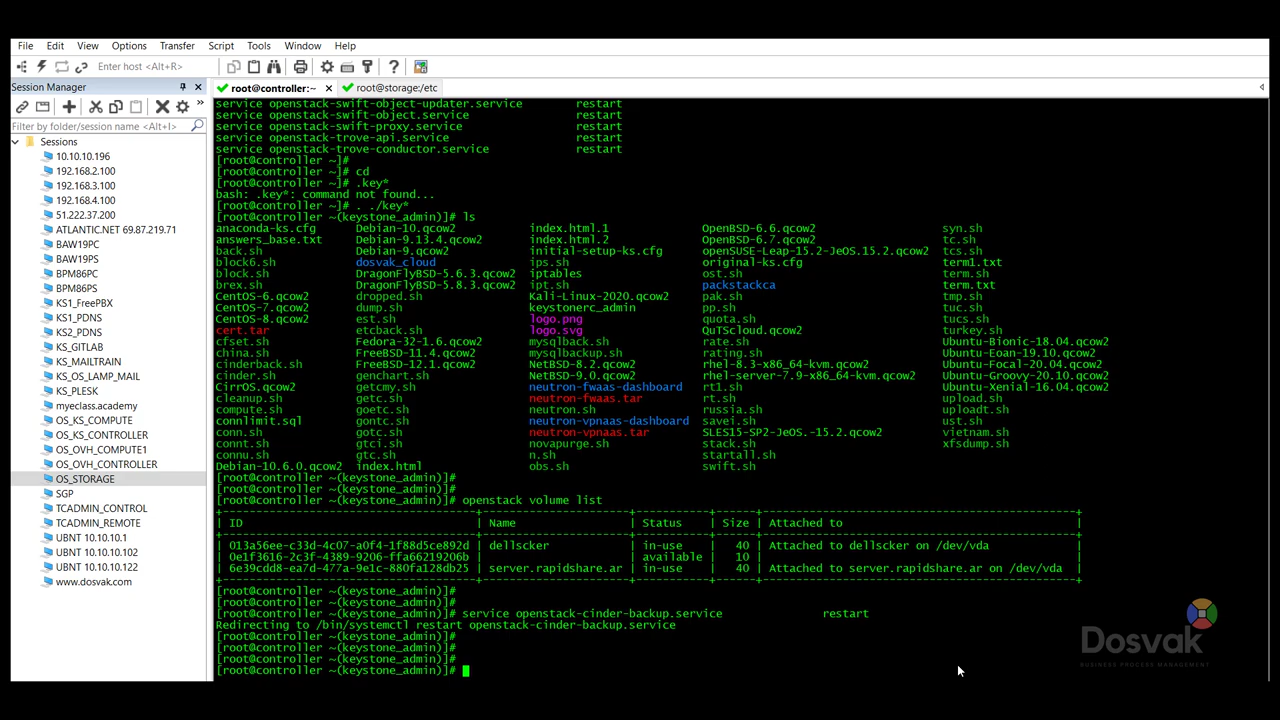 File Edit View Options Transfer Script Tools Window Help
Enter host <Alt+R>
Session Manager
root@controller:~ root@storage:/etc
Filter by folder/session name <Alt+I>
Sessions
10.10.10.196
192.168.2.100
192.168.3.100
192.168.4.100
51.222.37.200
ATLANTIC.NET 69.87.219.71
BAW19PC
BAW19PS
BPM86PC
BPM86PS
KS1_FreePBX
KS1_PDNS
KS2_PDNS
KS_GITLAB
KS_MAILTRAIN
KS_OS_LAMP_MAIL
KS_PLESK
myeclass.academy
OS_KS_COMPUTE
OS_KS_CONTROLLER
OS_OVH_COMPUTE1
OS_OVH_CONTROLLER
OS_STORAGE
SGP
TCADMIN_CONTROL
TCADMIN_REMOTE
UBNT 10.10.10.1
UBNT 10.10.10.102
UBNT 10.10.10.122
www.dosvak.com
service openstack-swift-object-updater.service restart
service openstack-swift-object.service restart
service openstack-swift-proxy.service restart
service openstack-trove-api.service restart
service openstack-trove-conductor.service restart
[root@controller ~]#
[root@controller ~]# cd
[root@controller ~]# .key*
bash: .key*: command not found...
[root@controller ~]# . ./key*
[root@controller ~(keystone_admin)]# ls
anaconda-ks.cfg Debian-10.qcow2 index.html.1 OpenBSD-6.6.qcow2 syn.sh
answers_base.txt Debian-9.13.4.qcow2 index.html.2 OpenBSD-6.7.qcow2 tc.sh
back.sh Debian-9.qcow2 initial-setup-ks.cfg openSUSE-Leap-15.2-JeOS.15.2.qcow2 tcs.sh
block6.sh dosvak_cloud ips.sh original-ks.cfg term1.txt
block.sh DragonFlyBSD-5.6.3.qcow2 iptables ost.sh term.sh
brex.sh DragonFlyBSD-5.8.3.qcow2 ipt.sh packstackca term.txt
CentOS-6.qcow2 dropped.sh Kali-Linux-2020.qcow2 pak.sh tmp.sh
CentOS-7.qcow2 dump.sh keystonerc_admin pp.sh tuc.sh
CentOS-8.qcow2 est.sh logo.png quota.sh tucs.sh
cert.tar etcback.sh logo.svg QuTScloud.qcow2 turkey.sh
cfset.sh Fedora-32-1.6.qcow2 mysqlback.sh rate.sh Ubuntu-Bionic-18.04.qcow2
china.sh FreeBSD-11.4.qcow2 mysqlbackup.sh rating.sh Ubuntu-Eoan-19.10.qcow2
cinderback.sh FreeBSD-12.1.qcow2 NetBSD-8.2.qcow2 rhel-8.3-x86_64-kvm.qcow2 Ubuntu-Focal-20.04.qcow2
cinder.sh genchart.sh NetBSD-9.0.qcow2 rhel-server-7.9-x86_64-kvm.qcow2 Ubuntu-Groovy-20.10.qcow2
CirrOS.qcow2 getcmy.sh neutron-fwaas-dashboard rt1.sh Ubuntu-Xenial-16.04.qcow2
cleanup.sh getc.sh neutron-fwaas.tar rt.sh upload.sh
compute.sh goetc.sh neutron.sh russia.sh uploadt.sh
connlimit.sql gotc.sh neutron-vpnaas-dashboard savei.sh ust.sh
conn.sh gotc.sh neutron-vpnaas.tar SLES15-SP2-JeOS.-15.2.qcow2 vietnam.sh
connt.sh gtci.sh novapurge.sh stack.sh xfsdump.sh
connu.sh gt.sh n.sh startall.sh
Debian-10.6.0.qcow2 index.html obs.sh swift.sh
[root@controller ~(keystone_admin)]#
[root@controller ~(keystone_admin)]#
[root@controller ~(keystone_admin)]# openstack volume list
| ID | Name | Status | Size | Attached to |
| 013a56ee-c33d-4c07-a0f4-1f88d5ce892d | dellscker | in-use | 40 | Attached to dellscker on /dev/vda |
| 0e1f3616-2c3f-4389-9206-ffa66219206b | | available | 10 | |
| 6e39cdd8-ea7d-477a-9e1c-880fa128db25 | server.rapidshare.ar | in-use | 40 | Attached to server.rapidshare.ar on /dev/vda |
[root@controller ~(keystone_admin)]#
[root@controller ~(keystone_admin)]#
[root@controller ~(keystone_admin)]# service openstack-cinder-backup.service restart
Redirecting to /bin/systemctl restart openstack-cinder-backup.service
[root@controller ~(keystone_admin)]#
[root@controller ~(keystone_admin)]#
[root@controller ~(keystone_admin)]#
[root@controller ~(keystone_admin)]#
Dosvak
BUSINESS PROCESS MANAGEMENT